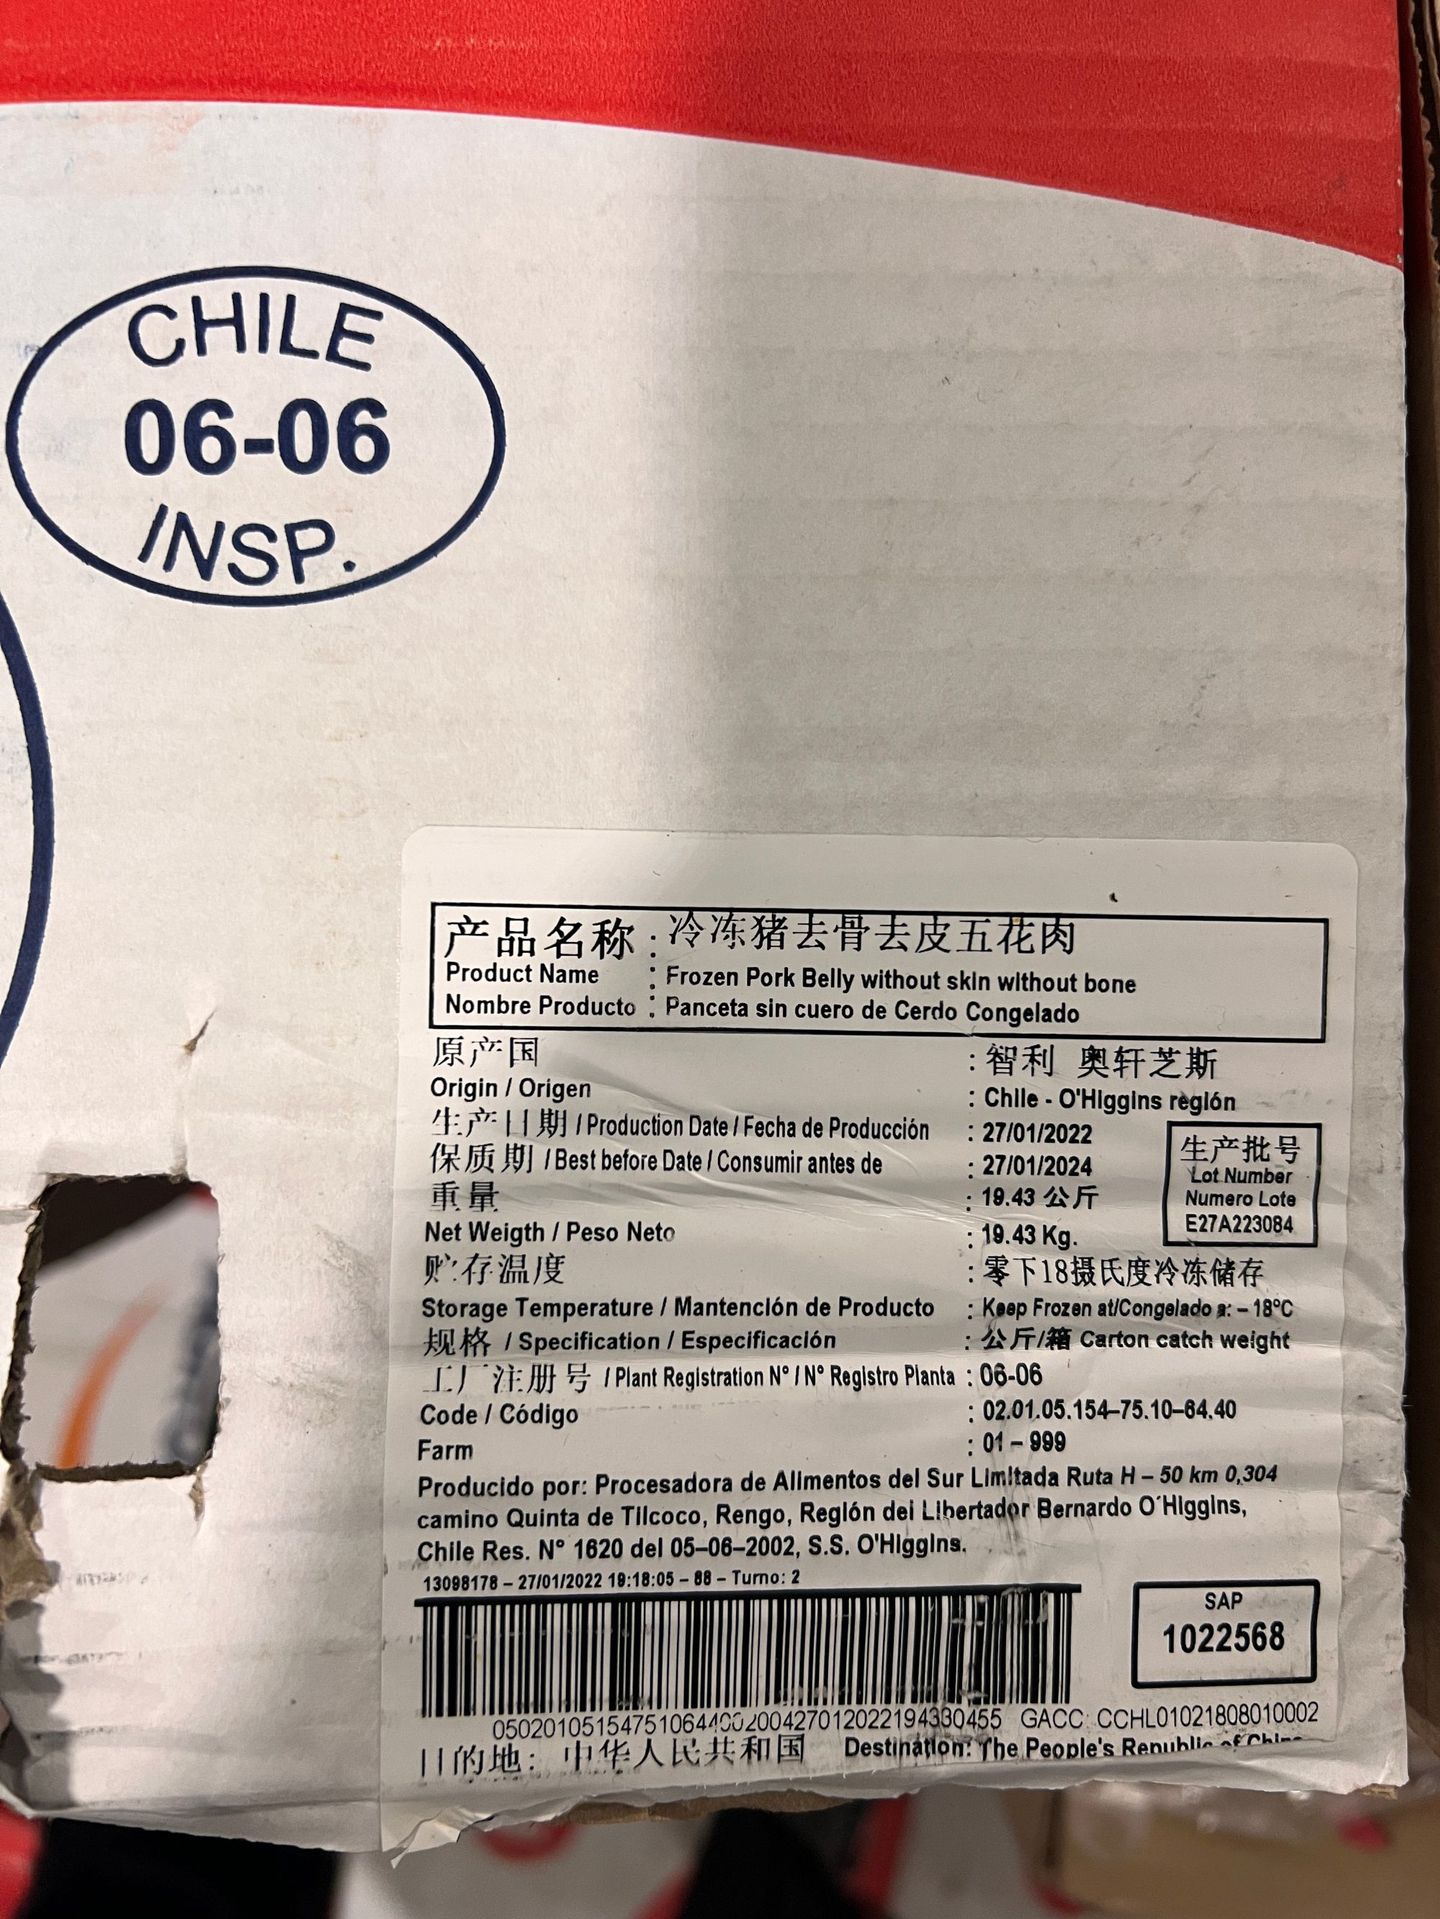 CHILE
06-06
INSP.
产品名称 : 冷冻猪去骨去皮五花肉
Product Name : Frozen Pork Belly without skin without bone
Nombre Producto : Panceta sin cuero de Cerdo Congelado
原产国 : 智利 奥轩芝斯
Origin / Origen : Chile - O'Higgins región
生产日期 / Production Date / Fecha de Producción : 27/01/2022
保质期 / Best before Date / Consumir antes de : 27/01/2024
生产批号
Lot Number
Numero Lote
E27A223084
重量 : 19.43 公斤
Net Weigth / Peso Neto : 19.43 Kg.
贮存温度 : 零下18摄氏度冷冻储存
Storage Temperature / Mantención de Producto : Keep Frozen at/Congelado a: – 18ºC
规格 / Specification / Especificación : 公斤/箱 Carton catch weight
工厂注册号 / Plant Registration Nº / Nº Registro Planta : 06-06
Code / Código : 02.01.05.154–75.10–64.40
Farm : 01 – 999
Producido por: Procesadora de Alimentos del Sur Limitada Ruta H – 50 km 0,304
camino Quinta de Tilcoco, Rengo, Región del Libertador Bernardo O´Higgins,
Chile Res. Nº 1620 del 05–06–2002, S.S. O'Higgins.
13098178 – 27/01/2022 19:18:05 – 88 – Turno: 2
SAP
1022568
GACC: CCHL01021808010002
目的地: 中华人民共和国 Destination: The People's Republic of China